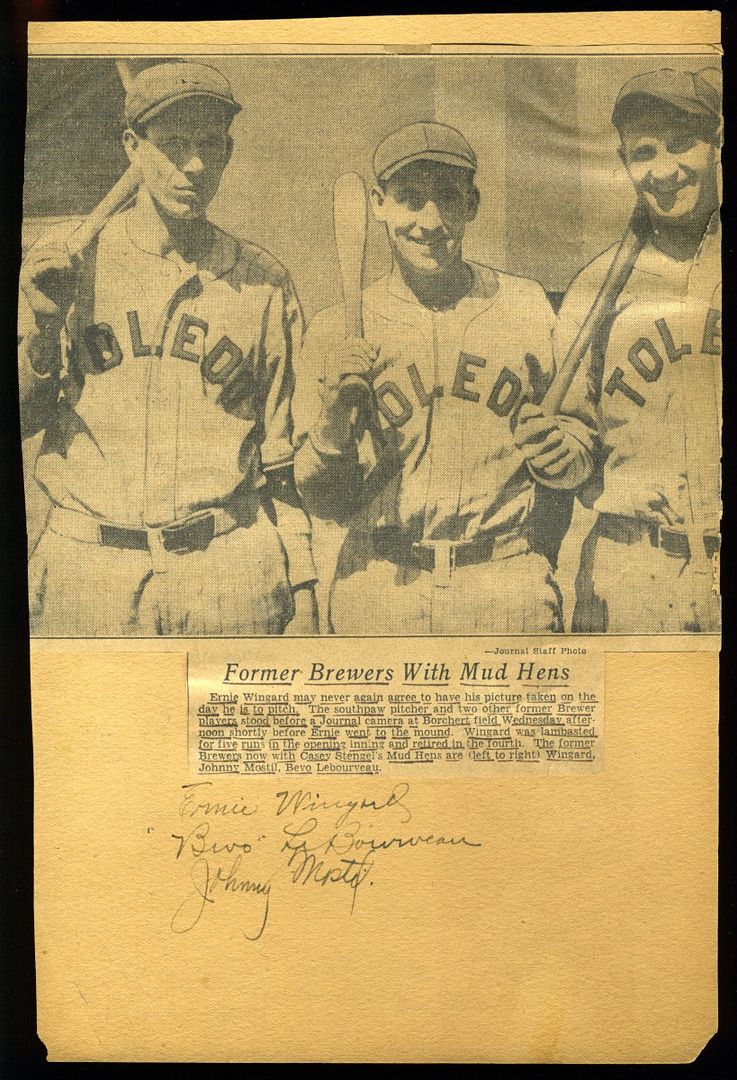 TOLEDO
TOLEDO
TOLE
—Journal Staff Photo
Former Brewers With Mud Hens
Ernie Wingard may never again agree to have his picture taken on the
day he is to pitch. The southpaw pitcher and two other former Brewer
players stood before a Journal camera at Borchert field Wednesday after-
noon shortly before Ernie went to the mound. Wingard was lambasted
for five runs in the opening inning and retired in the fourth. The former
Brewers now with Casey Stengel's Mud Hens are (left to right) Wingard,
Johnny Mostil, Bevo Lebourveau.
Ernie Wingard
"Bevo" La Bourveau
Johnny Mostil.